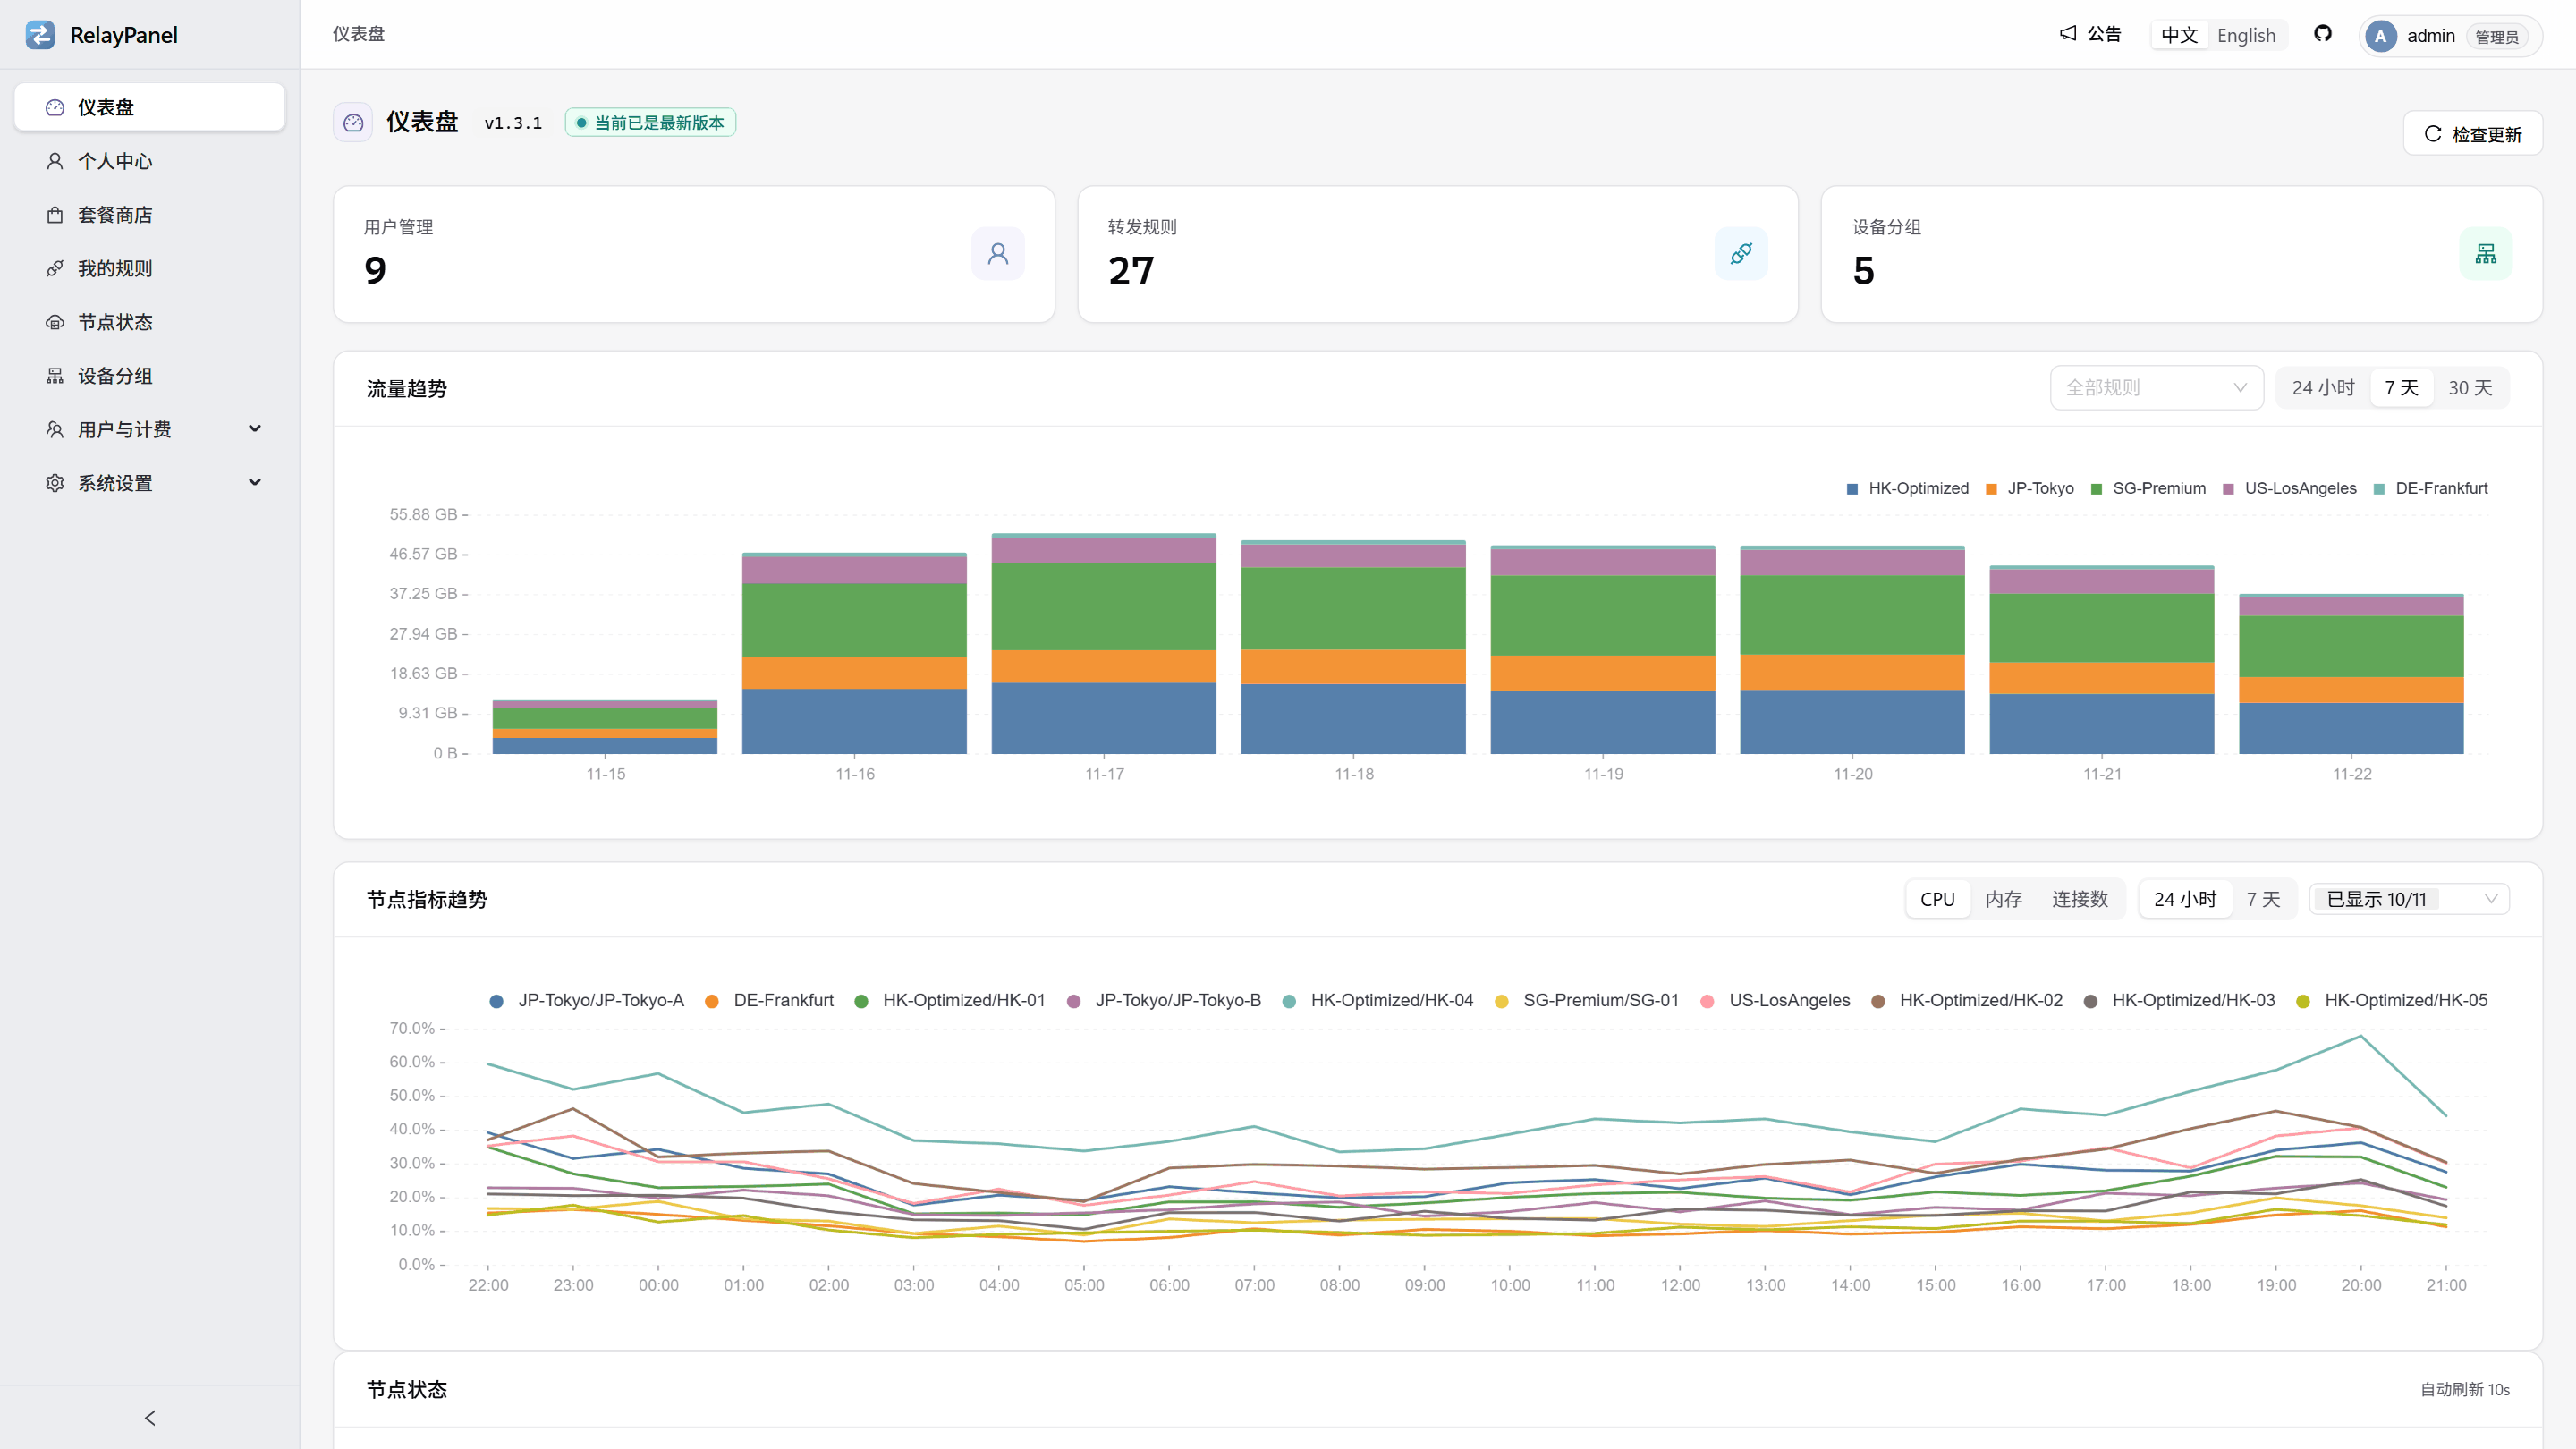 RelayPanel
仪表盘
个人中心
套餐商店
我的规则
节点状态
设备分组
用户与计费
系统设置
仪表盘
公告
中文 English
A admin 管理员
仪表盘 v1.3.1 当前已是最新版本
检查更新
用户管理
9
转发规则
27
设备分组
5
流量趋势
全部规则
24 小时 7 天 30 天
HK-Optimized JP-Tokyo SG-Premium US-LosAngeles DE-Frankfurt
55.88 GB
46.57 GB
37.25 GB
27.94 GB
18.63 GB
9.31 GB
0 B
11-15 11-16 11-17 11-18 11-19 11-20 11-21 11-22
节点指标趋势
CPU 内存 连接数
24 小时 7 天
已显示 10/11
JP-Tokyo/JP-Tokyo-A DE-Frankfurt HK-Optimized/HK-01 JP-Tokyo/JP-Tokyo-B HK-Optimized/HK-04 SG-Premium/SG-01 US-LosAngeles HK-Optimized/HK-02 HK-Optimized/HK-03 HK-Optimized/HK-05
70.0%
60.0%
50.0%
40.0%
30.0%
20.0%
10.0%
0.0%
22:00 23:00 00:00 01:00 02:00 03:00 04:00 05:00 06:00 07:00 08:00 09:00 10:00 11:00 12:00 13:00 14:00 15:00 16:00 17:00 18:00 19:00 20:00 21:00
节点状态
自动刷新 10s